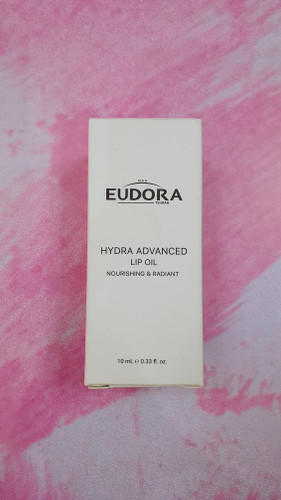 EUDORA
HYDRA ADVANCED
LIP OIL
NOURISHING & RADIANT
10 mL ℮ 0.33 fl. oz.